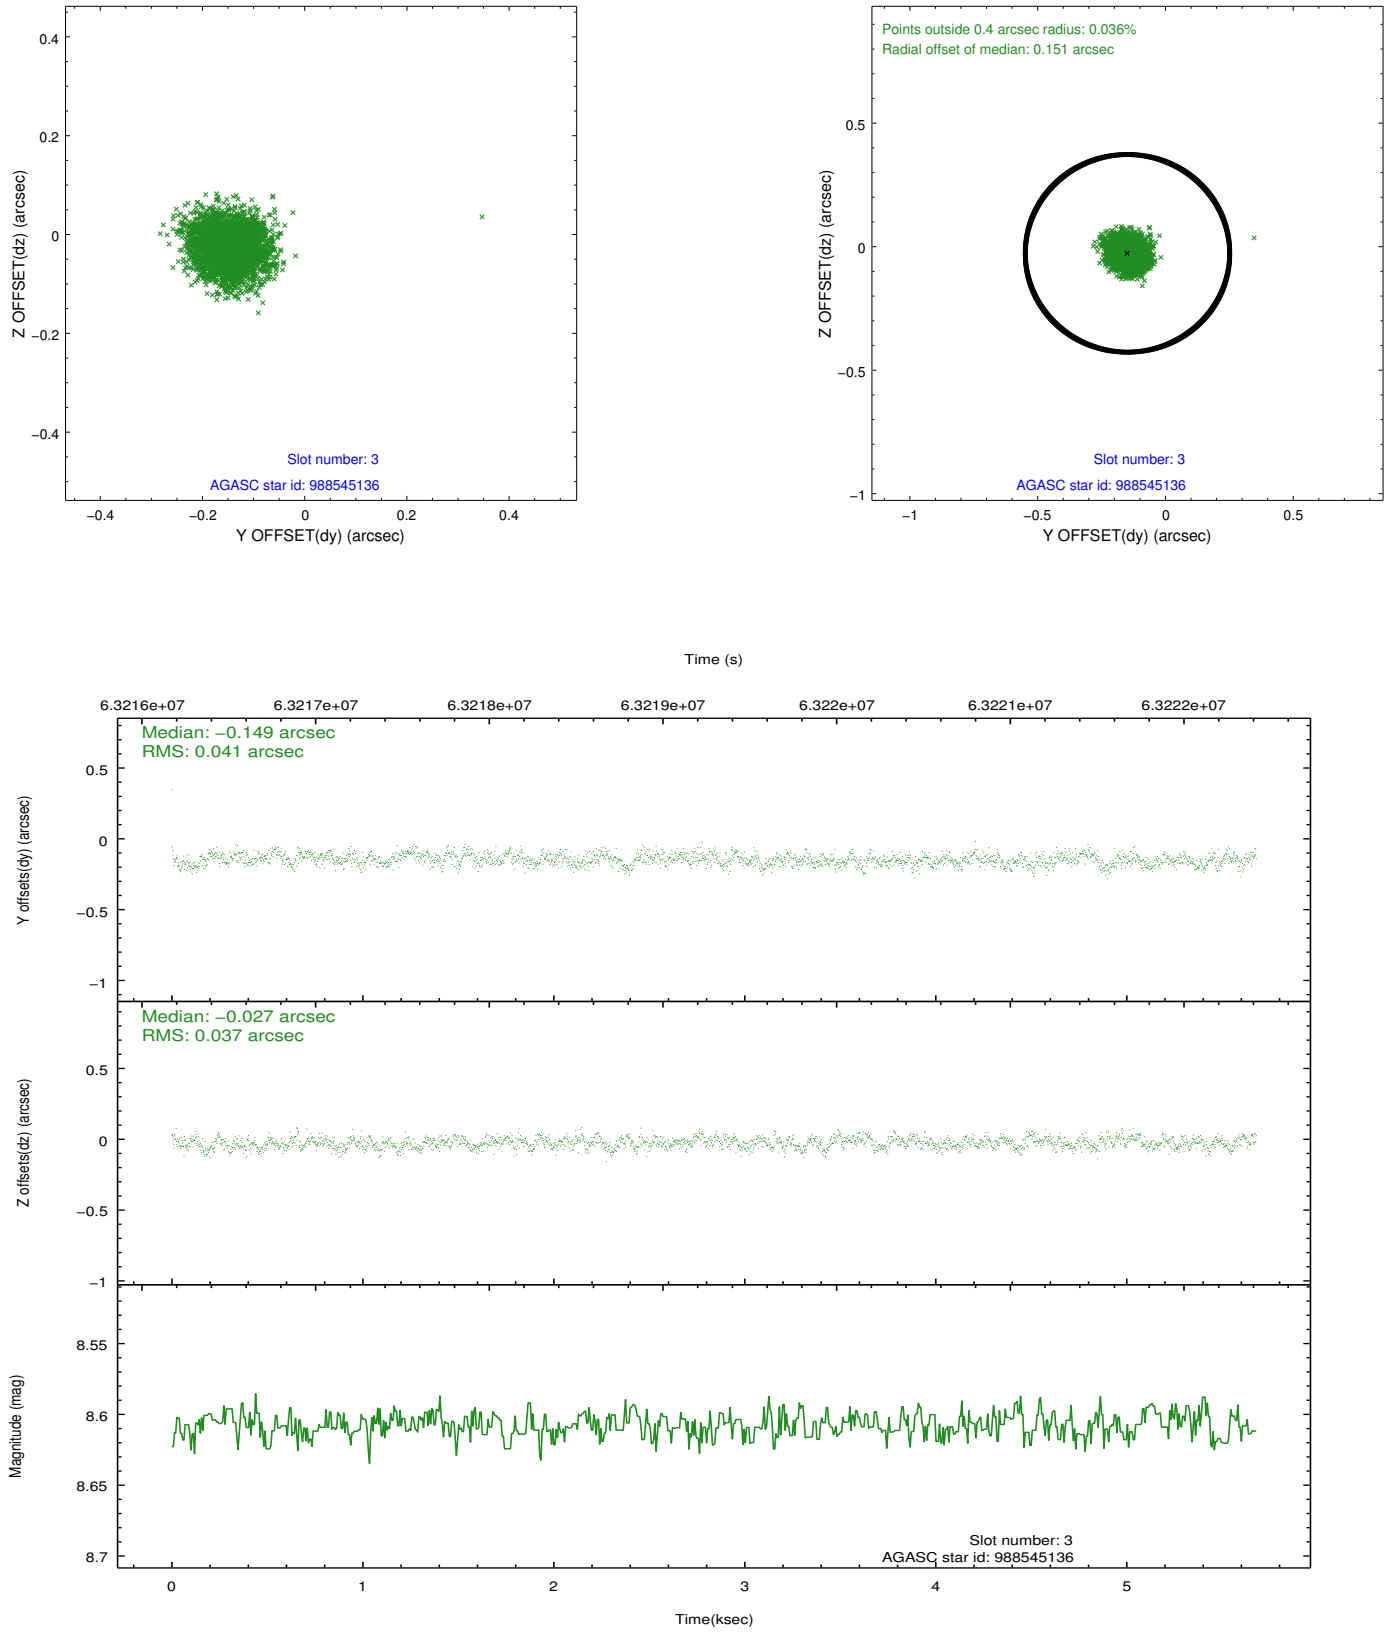 0.4
0.2
0
−0.2
−0.4
Z OFFSET(dz) (arcsec)
Slot number: 3
AGASC star id: 988545136
−0.4
−0.2
0
0.2
0.4
Y OFFSET(dy) (arcsec)
Points outside 0.4 arcsec radius: 0.036%
Radial offset of median: 0.151 arcsec
0.5
0
−0.5
−1
Z OFFSET(dz) (arcsec)
Slot number: 3
AGASC star id: 988545136
−1
−0.5
0
0.5
Y OFFSET(dy) (arcsec)
Time (s)
6.3216e+07
6.3217e+07
6.3218e+07
6.3219e+07
6.322e+07
6.3221e+07
6.3222e+07
Median: −0.149 arcsec
RMS: 0.041 arcsec
0.5
0
−0.5
−1
Y offsets(dy) (arcsec)
Median: −0.027 arcsec
RMS: 0.037 arcsec
0.5
0
−0.5
−1
Z offsets(dz) (arcsec)
8.55
8.6
8.65
8.7
Magnitude (mag)
Slot number: 3
AGASC star id: 988545136
0
1
2
3
4
5
Time(ksec)